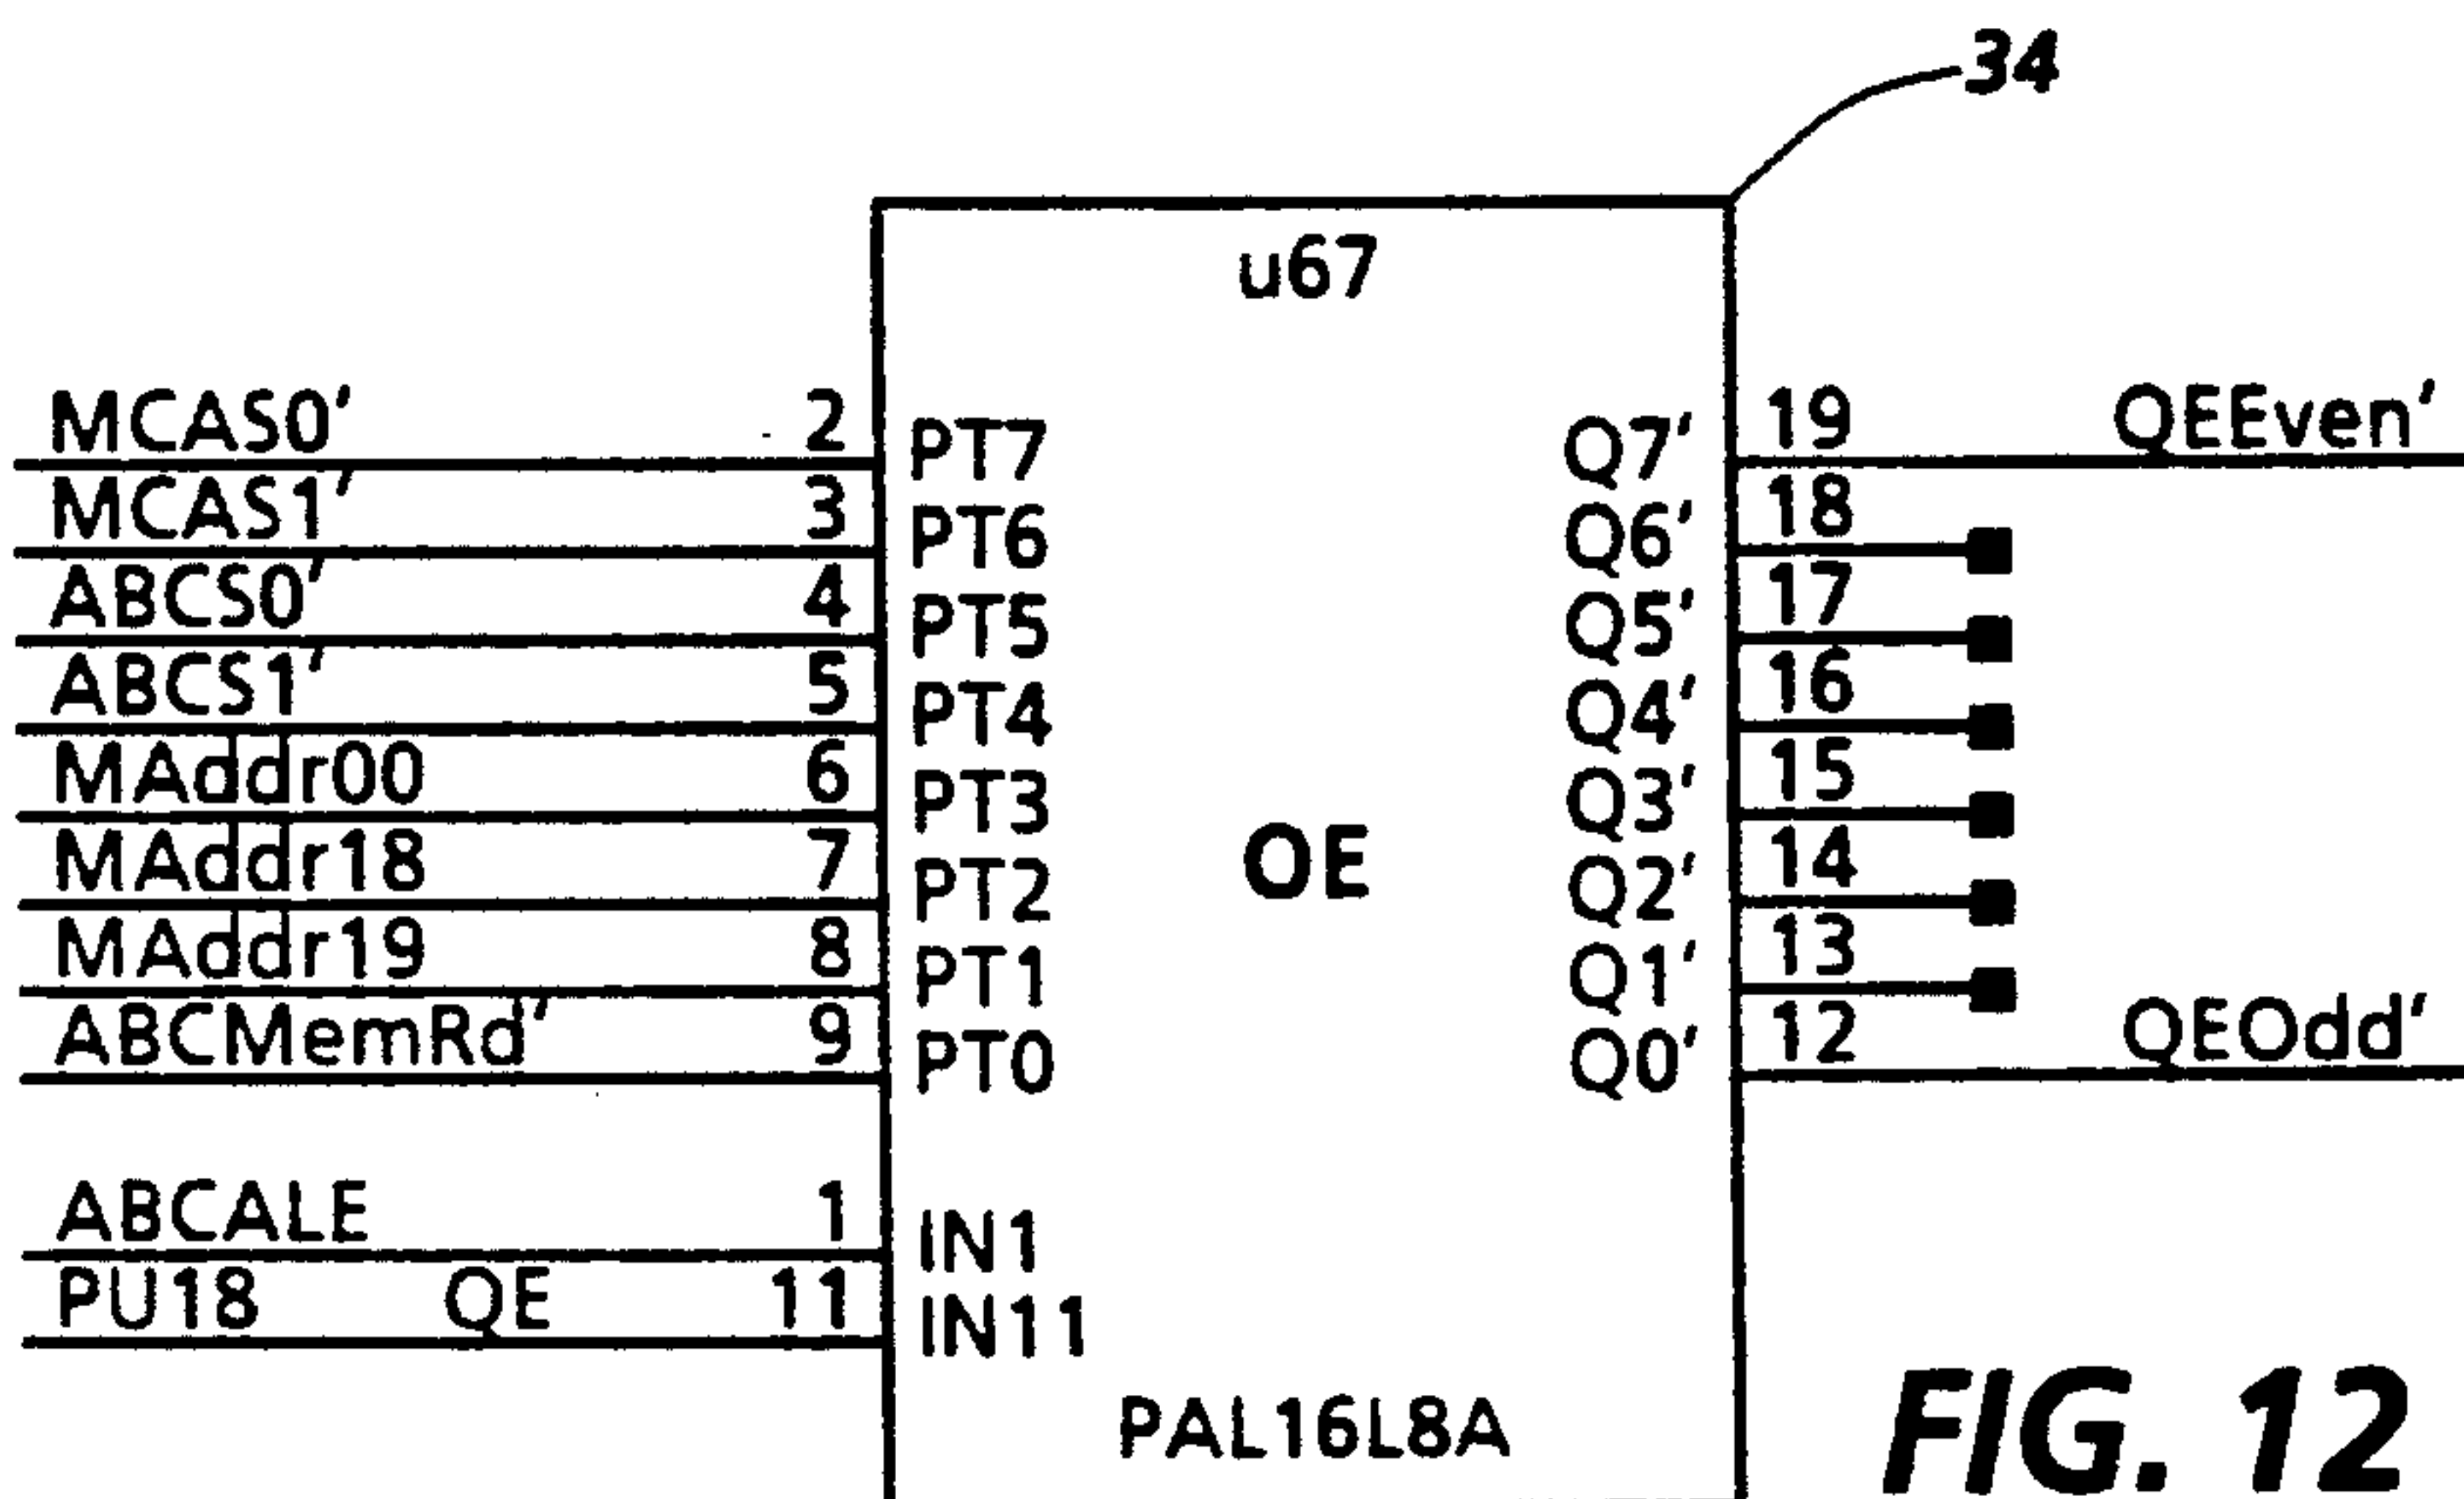 34
u67
MCAS0' 2 PT7 Q7' 19 QEEven'
MCAS1' 3 PT6 Q6' 18
ABCS0' 4 PT5 Q5' 17
ABCS1' 5 PT4 Q4' 16
MAddr00 6 PT3 Q3' 15
MAddr18 7 PT2 OE Q2' 14
MAddr19 8 PT1 Q1' 13
ABCMemRd' 9 PT0 Q0' 12 QEOdd'
ABCALE 1 IN1
PU18 QE 11 IN11
PAL16L8A
FIG. 12